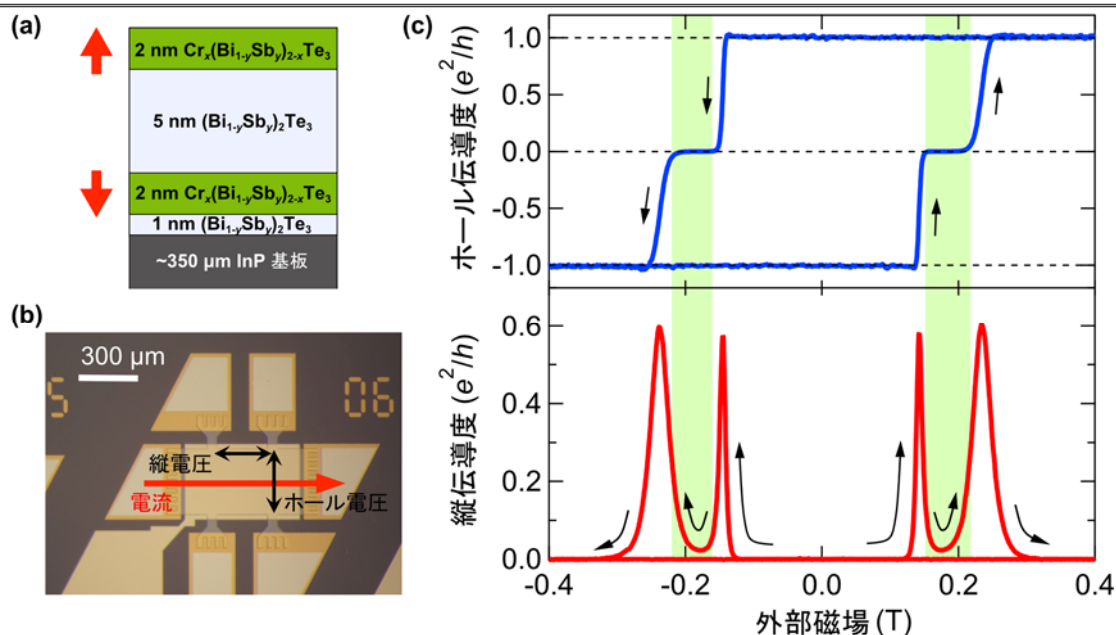 (a)
2 nm Crx(Bi1-ySby)2-xTe3
5 nm (Bi1-ySby)2Te3
2 nm Crx(Bi1-ySby)2-xTe3
1 nm (Bi1-ySby)2Te3
~350 μm InP 基板
(b)
300 μm
5
06
縦電圧
電流
ホール電圧
(c)
ホール伝導度 (e²/h)
1.0
0.5
0.0
-0.5
-1.0
縦伝導度 (e²/h)
0.6
0.4
0.2
0.0
-0.4
-0.2
0.0
0.2
0.4
外部磁場 (T)